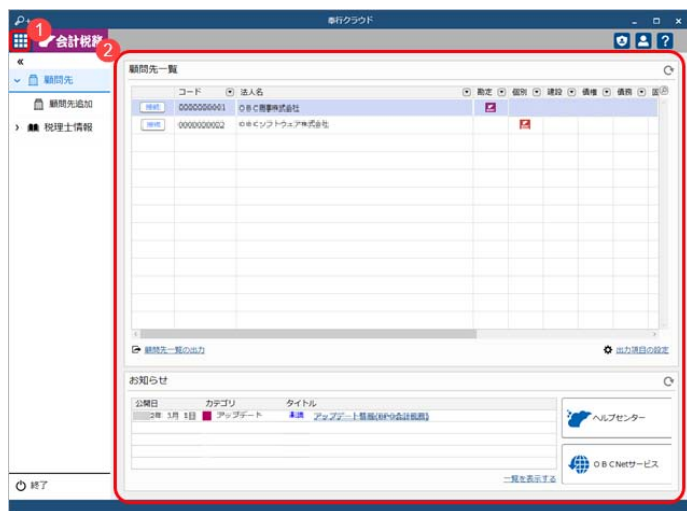 奉行クラウド
1
会計税務
2
?
«
顧問先
顧問先追加
税理士情報
終了
顧問先一覧
コード 法人名 勘定 個別 建設 債権 債務
接続 0000000001 OBC商事株式会社
接続 0000000002 OBCソフトウェア株式会社
顧問先一覧の出力 出力項目の設定
お知らせ
公開日 カテゴリ タイトル
2年 3月 1日 アップデート 未読 アップデート情報(BPO会計税務)
ヘルプセンター
OBCNetサービス
一覧を表示する